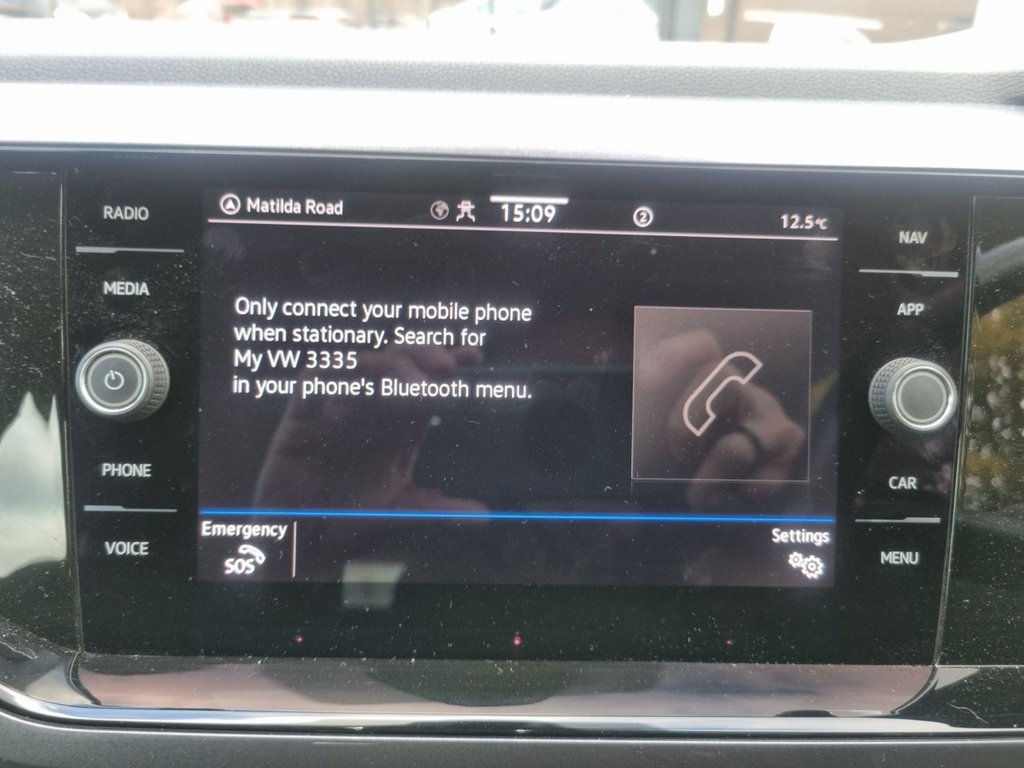 RADIO
MEDIA
PHONE
VOICE
Matilda Road
15:09
2
12.5°C
Only connect your mobile phone
when stationary. Search for
My VW 3335
in your phone's Bluetooth menu.
Emergency
SOS
Settings
NAV
APP
CAR
MENU